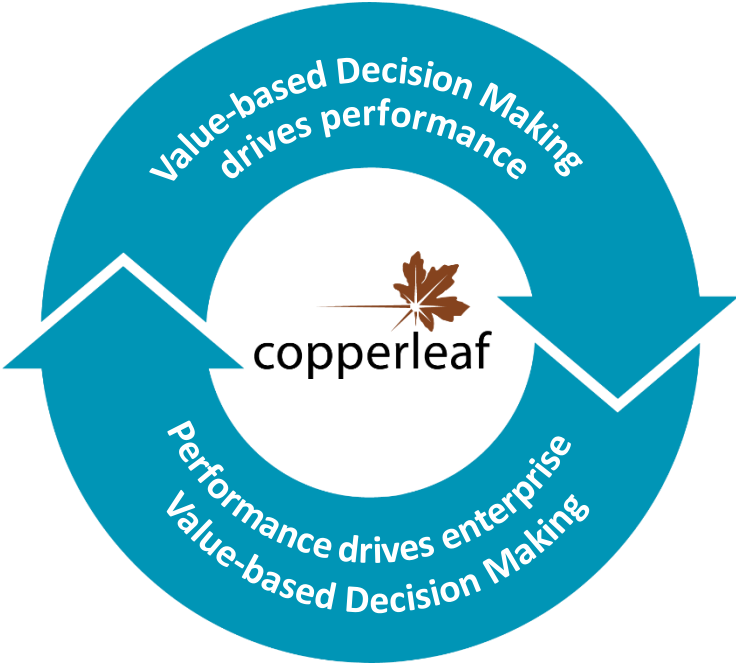 Value-based Decision Making
drives performance
copperleaf
Performance drives enterprise
Value-based Decision Making